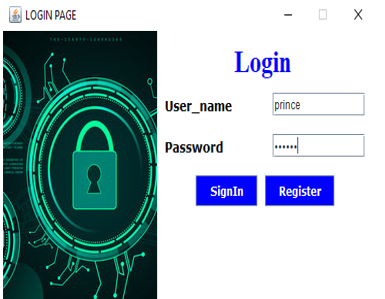 LOGIN PAGE
Login
User_name prince
Password ••••••
SignIn Register